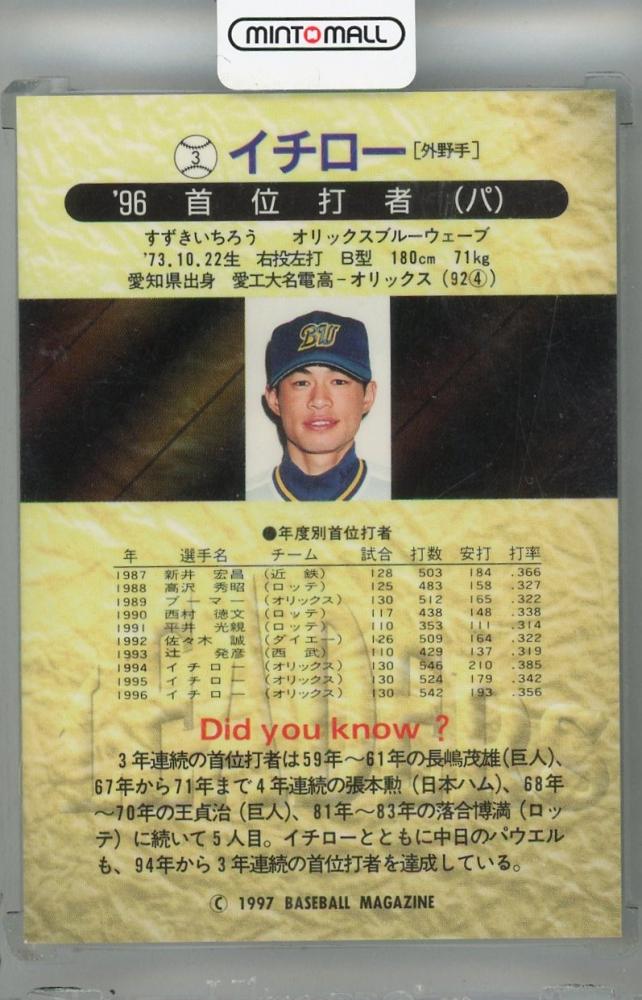 MINTMALL
3 イチロー［外野手］
'96 首位打者（パ）
すずきいちろう オリックスブルーウェーブ
'73.10.22生 右投左打 B型 180cm 71kg
愛知県出身 愛工大名電高－オリックス（92④）
BW
●年度別首位打者
年 選手名 チーム 試合 打数 安打 打率
1987 新井 宏昌 （近 鉄） 128 503 184 .366
1988 高沢 秀昭 （ロッテ） 125 483 158 .327
1989 ブーマー （オリックス） 130 512 165 .322
1990 西村 徳文 （ロッテ） 117 438 148 .338
1991 平井 光親 （ロッテ） 110 353 111 .314
1992 佐々木 誠 （ダイエー） 126 509 164 .322
1993 辻 発彦 （西 武） 110 429 137 .319
1994 イチロー （オリックス） 130 546 210 .385
1995 イチロー （オリックス） 130 524 179 .342
1996 イチロー （オリックス） 130 542 193 .356
Did you know ?
3年連続の首位打者は59年～61年の長嶋茂雄（巨人）、
67年から71年まで4年連続の張本勲（日本ハム）、68年
～70年の王貞治（巨人）、81年～83年の落合博満（ロッ
テ）に続いて5人目。イチローとともに中日のパウエル
も、94年から3年連続の首位打者を達成している。
© 1997 BASEBALL MAGAZINE